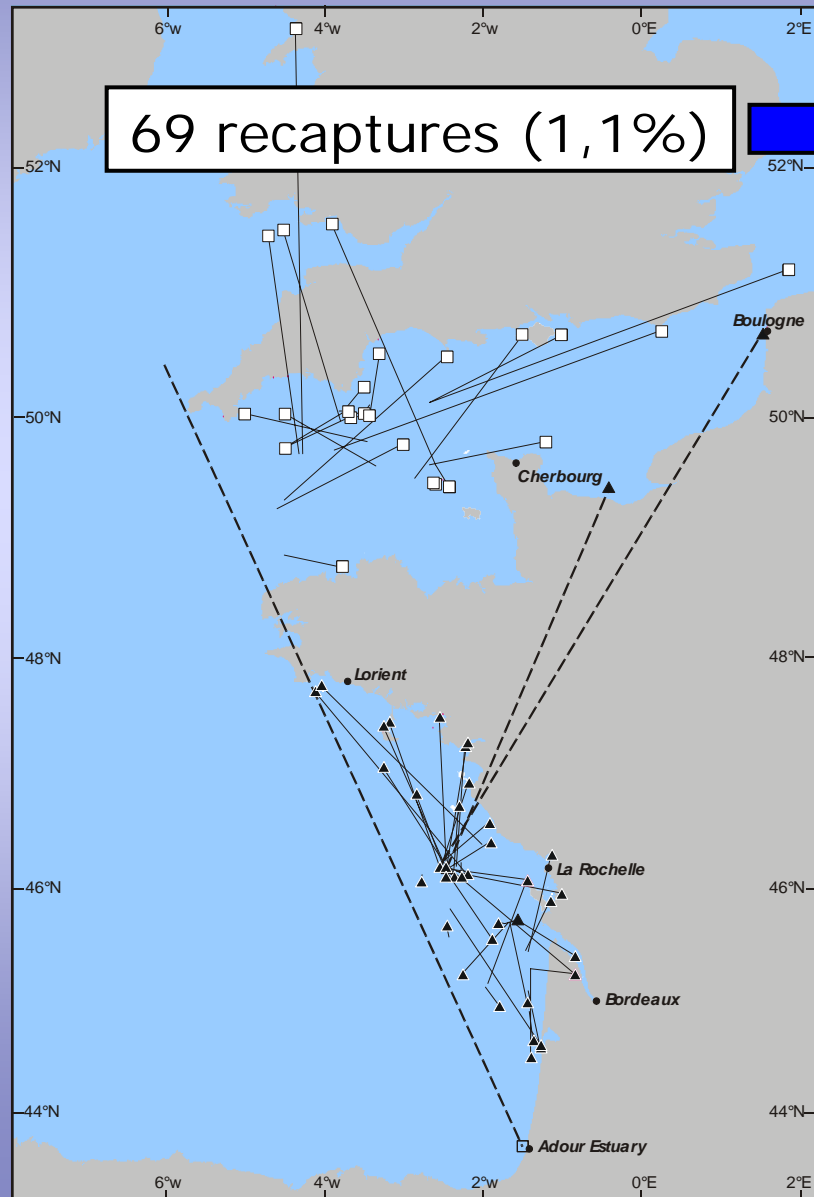 6°W 4°W 2°W 0°E 2°E
69 recaptures (1,1%)
52°N 52°N
Boulogne
50°N 50°N
Cherbourg
48°N 48°N
Lorient
46°N 46°N
La Rochelle
Bordeaux
44°N 44°N
Adour Estuary
6°W 4°W 2°W 0°E 2°E